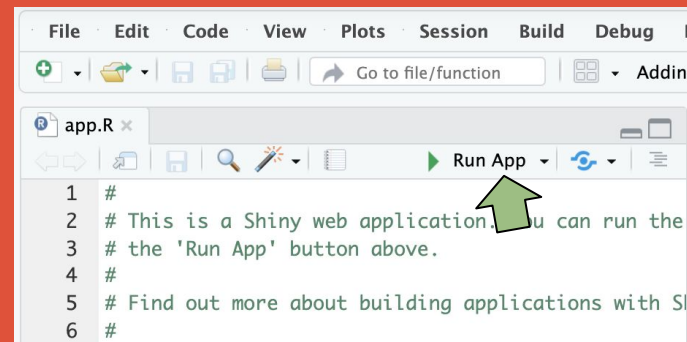 File Edit Code View Plots Session Build Debug
Go to file/function Addin
app.R
Run App
1 #
2 # This is a Shiny web application. can run the
3 # the 'Run App' button above.
4 #
5 # Find out more about building applications with
6 #